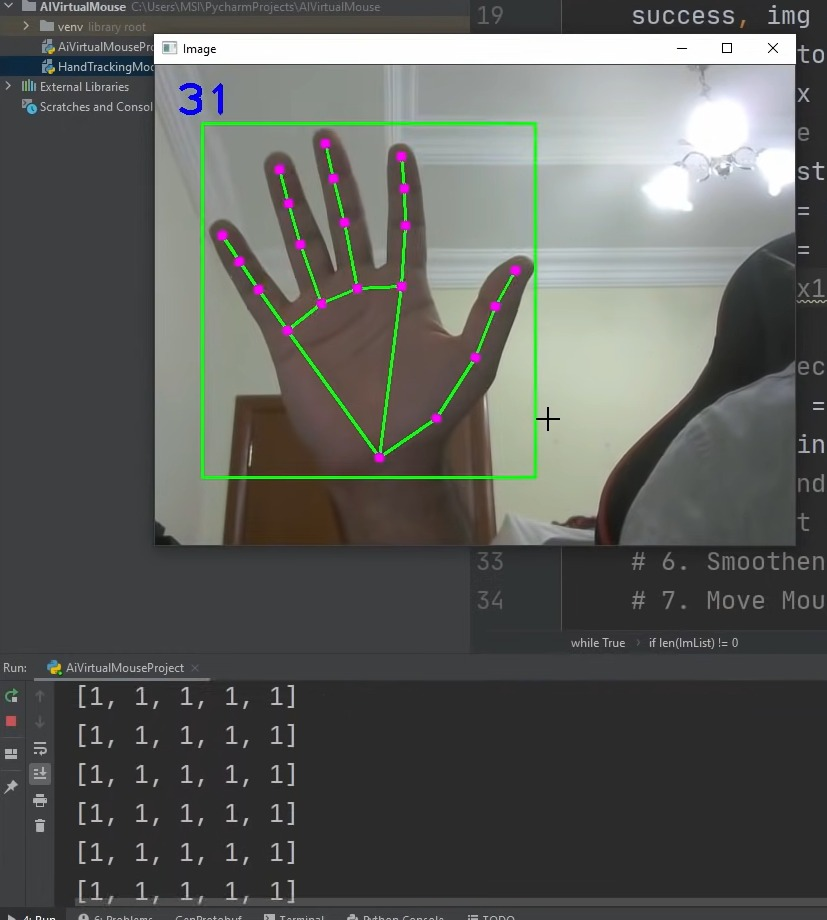 AIVirtualMouse C:\Users\MSI\PycharmProjects\AIVirtualMouse
venv library root
AiVirtualMousePro
HandTrackingMod
External Libraries
Scratches and Consol
Image
31
19 success, img
to
x
e
st
=
=
x1
ec
=
in
nd
t
33 # 6. Smoothen
34 # 7. Move Mou
while True › if len(lmList) != 0
Run: AiVirtualMouseProject ×
[1, 1, 1, 1, 1]
[1, 1, 1, 1, 1]
[1, 1, 1, 1, 1]
[1, 1, 1, 1, 1]
[1, 1, 1, 1, 1]
[1, 1, 1, 1, 1]
4: Run 6: Problems GenProtobuf Terminal Python Console TODO